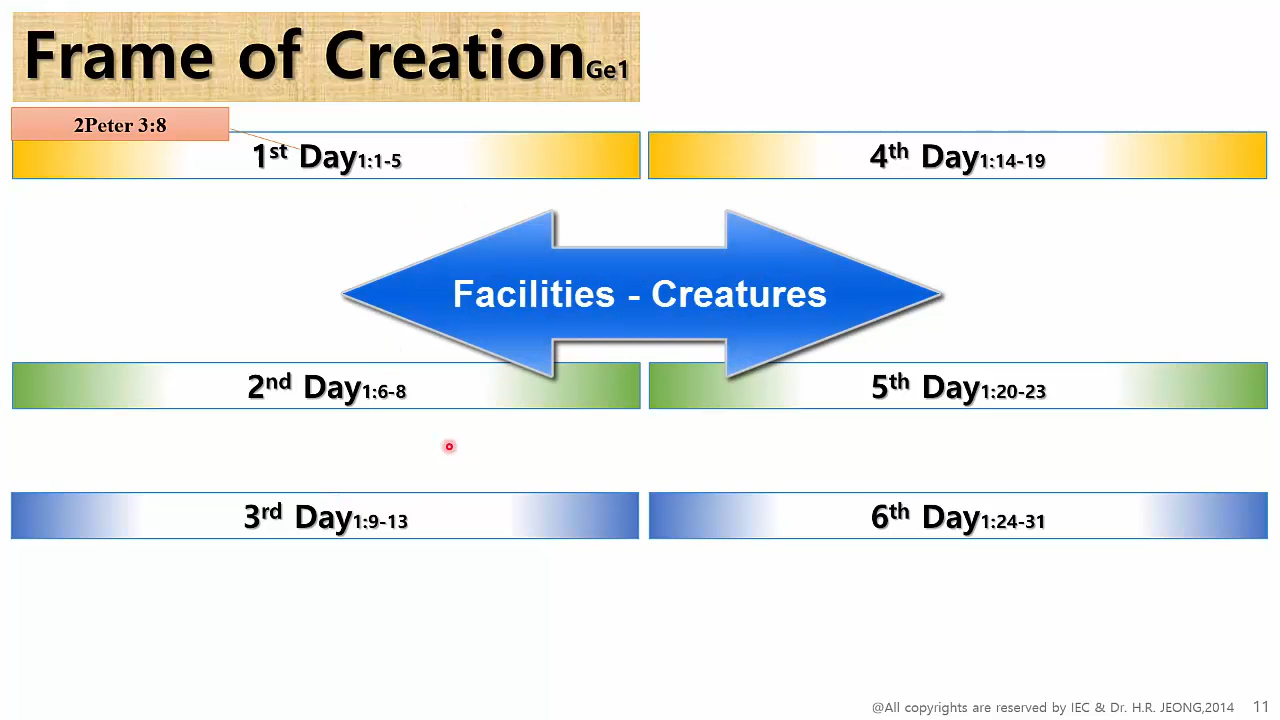 Frame of CreationGe1
2Peter 3:8
1st Day1:1-5
4th Day1:14-19
Facilities - Creatures
2nd Day1:6-8
5th Day1:20-23
3rd Day1:9-13
6th Day1:24-31
@All copyrights are reserved by IEC & Dr. H.R. JEONG,2014
11